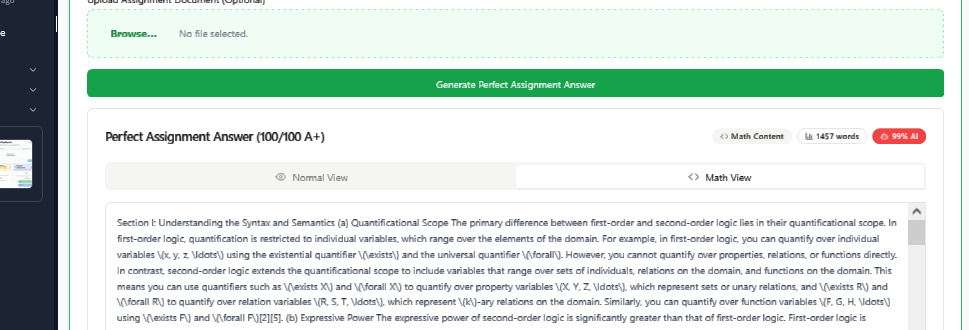 ago
Upload Assignment Document (Optional)
e
Browse... No file selected.
Generate Perfect Assignment Answer
Perfect Assignment Answer (100/100 A+)
<> Math Content
1457 words
99% AI
Normal View
<> Math View
Section I: Understanding the Syntax and Semantics (a) Quantificational Scope The primary difference between first-order and second-order logic lies in their quantificational scope. In
first-order logic, quantification is restricted to individual variables, which range over the elements of the domain. For example, in first-order logic, you can quantify over individual
variables \(x, y, z, \ldots\) using the existential quantifier \(\exists\) and the universal quantifier \(\forall\). However, you cannot quantify over properties, relations, or functions directly.
In contrast, second-order logic extends the quantificational scope to include variables that range over sets of individuals, relations on the domain, and functions on the domain. This
means you can use quantifiers such as \(\exists X\) and \(\forall X\) to quantify over property variables \(X, Y, Z, \ldots\), which represent sets or unary relations, and \(\exists R\) and
\(\forall R\) to quantify over relation variables \(R, S, T, \ldots\), which represent \(k\)-ary relations on the domain. Similarly, you can quantify over function variables \(F, G, H, \ldots\)
using \(\exists F\) and \(\forall F\)[2][5]. (b) Expressive Power The expressive power of second-order logic is significantly greater than that of first-order logic. First-order logic is